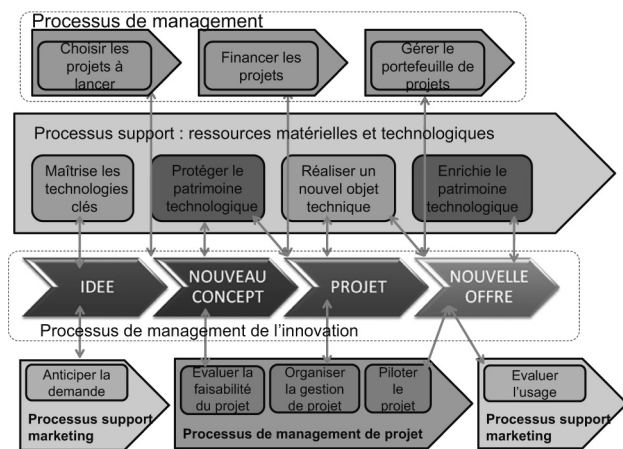 Processus de management
Choisir les
projets à
lancer
Financer les
projets
Gérer le
portefeuille de
projets
Processus support : ressources matérielles et technologiques
Maîtrise les
technologies
clés
Protéger le
patrimoine
technologique
Réaliser un
nouvel objet
technique
Enrichie le
patrimoine
technologique
IDEE
NOUVEAU
CONCEPT
PROJET
NOUVELLE
OFFRE
Processus de management de l'innovation
Anticiper la
demande
Processus support
marketing
Evaluer la
faisabilité
du projet
Organiser
la gestion
de projet
Piloter
le
projet
Processus de management de projet
Evaluer
l'usage
Processus support
marketing